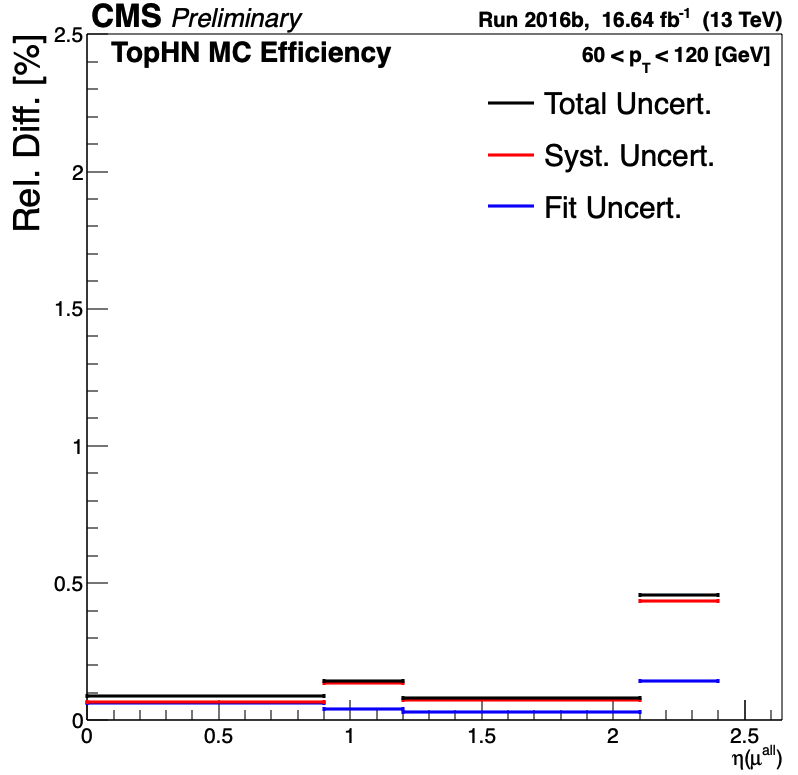 CMS Preliminary
Run 2016b, 16.64 fb⁻¹ (13 TeV)
TopHN MC Efficiency
60 < p_T < 120 [GeV]
Total Uncert.
Syst. Uncert.
Fit Uncert.
Rel. Diff. [%]
2.5
2
1.5
1
0.5
0
0 0.5 1 1.5 2 2.5
η(μ^all)